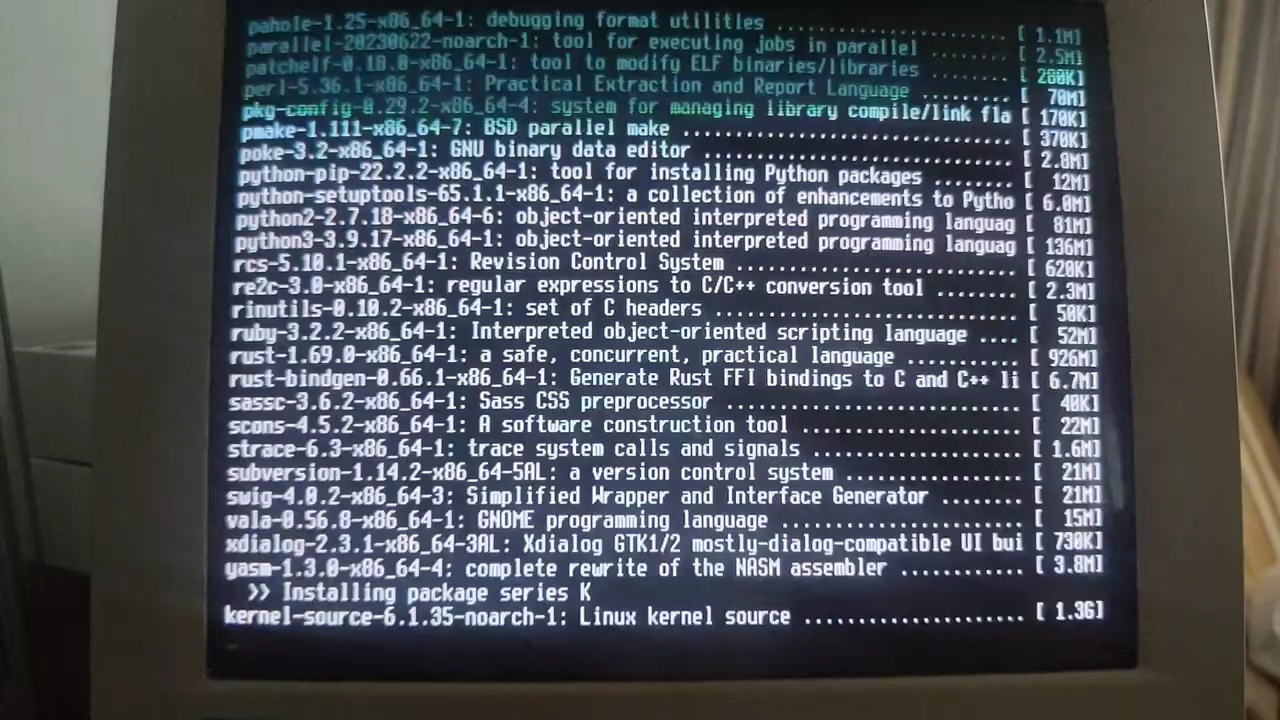 pahole-1.25-x86_64-1: debugging format utilities ........................ [ 1.1M]
parallel-20230622-noarch-1: tool for executing jobs in parallel ......... [ 2.5M]
patchelf-0.18.0-x86_64-1: tool to modify ELF binaries/libraries ......... [ 280K]
perl-5.36.1-x86_64-1: Practical Extraction and Report Language .......... [  70M]
pkg-config-0.29.2-x86_64-4: system for managing library compile/link fla [ 170K]
pmake-1.111-x86_64-7: BSD parallel make ................................. [ 370K]
poke-3.2-x86_64-1: GNU binary data editor ............................... [ 2.8M]
python-pip-22.2.2-x86_64-1: tool for installing Python packages ......... [  12M]
python-setuptools-65.1.1-x86_64-1: a collection of enhancements to Pytho [ 6.0M]
python2-2.7.18-x86_64-6: object-oriented interpreted programming languag [  81M]
python3-3.9.17-x86_64-1: object-oriented interpreted programming languag [ 136M]
rcs-5.10.1-x86_64-1: Revision Control System ............................ [ 620K]
re2c-3.0-x86_64-1: regular expressions to C/C++ conversion tool ........ [ 2.3M]
rinutils-0.10.2-x86_64-1: set of C headers .............................. [  50K]
ruby-3.2.2-x86_64-1: Interpreted object-oriented scripting language .... [  52M]
rust-1.69.0-x86_64-1: a safe, concurrent, practical language ........... [ 926M]
rust-bindgen-0.66.1-x86_64-1: Generate Rust FFI bindings to C and C++ li [ 6.7M]
sassc-3.6.2-x86_64-1: Sass CSS preprocessor ............................ [  40K]
scons-4.5.2-x86_64-1: A software construction tool ..................... [  22M]
strace-6.3-x86_64-1: trace system calls and signals .................... [ 1.6M]
subversion-1.14.2-x86_64-5AL: a version control system ................. [  21M]
swig-4.0.2-x86_64-3: Simplified Wrapper and Interface Generator ........ [  21M]
vala-0.56.8-x86_64-1: GNOME programming language ....................... [  15M]
xdialog-2.3.1-x86_64-3AL: Xdialog GTK1/2 mostly-dialog-compatible UI bui [ 730K]
yasm-1.3.0-x86_64-4: complete rewrite of the NASM assembler ............ [ 3.8M]
>> Installing package series K
kernel-source-6.1.35-noarch-1: Linux kernel source ..................... [ 1.3G]